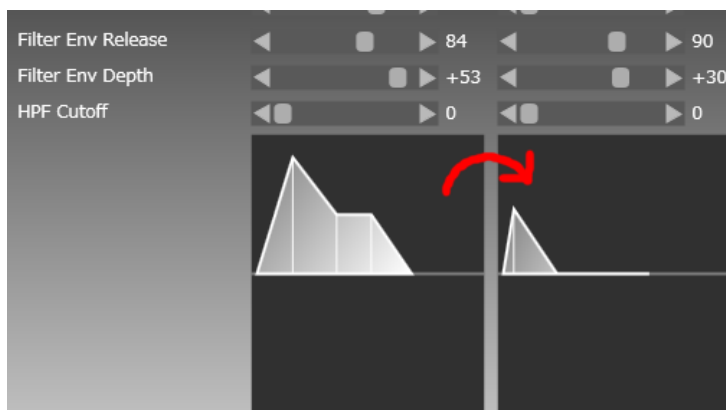 Filter Env Release 84 90
Filter Env Depth +53 +30
HPF Cutoff 0 0